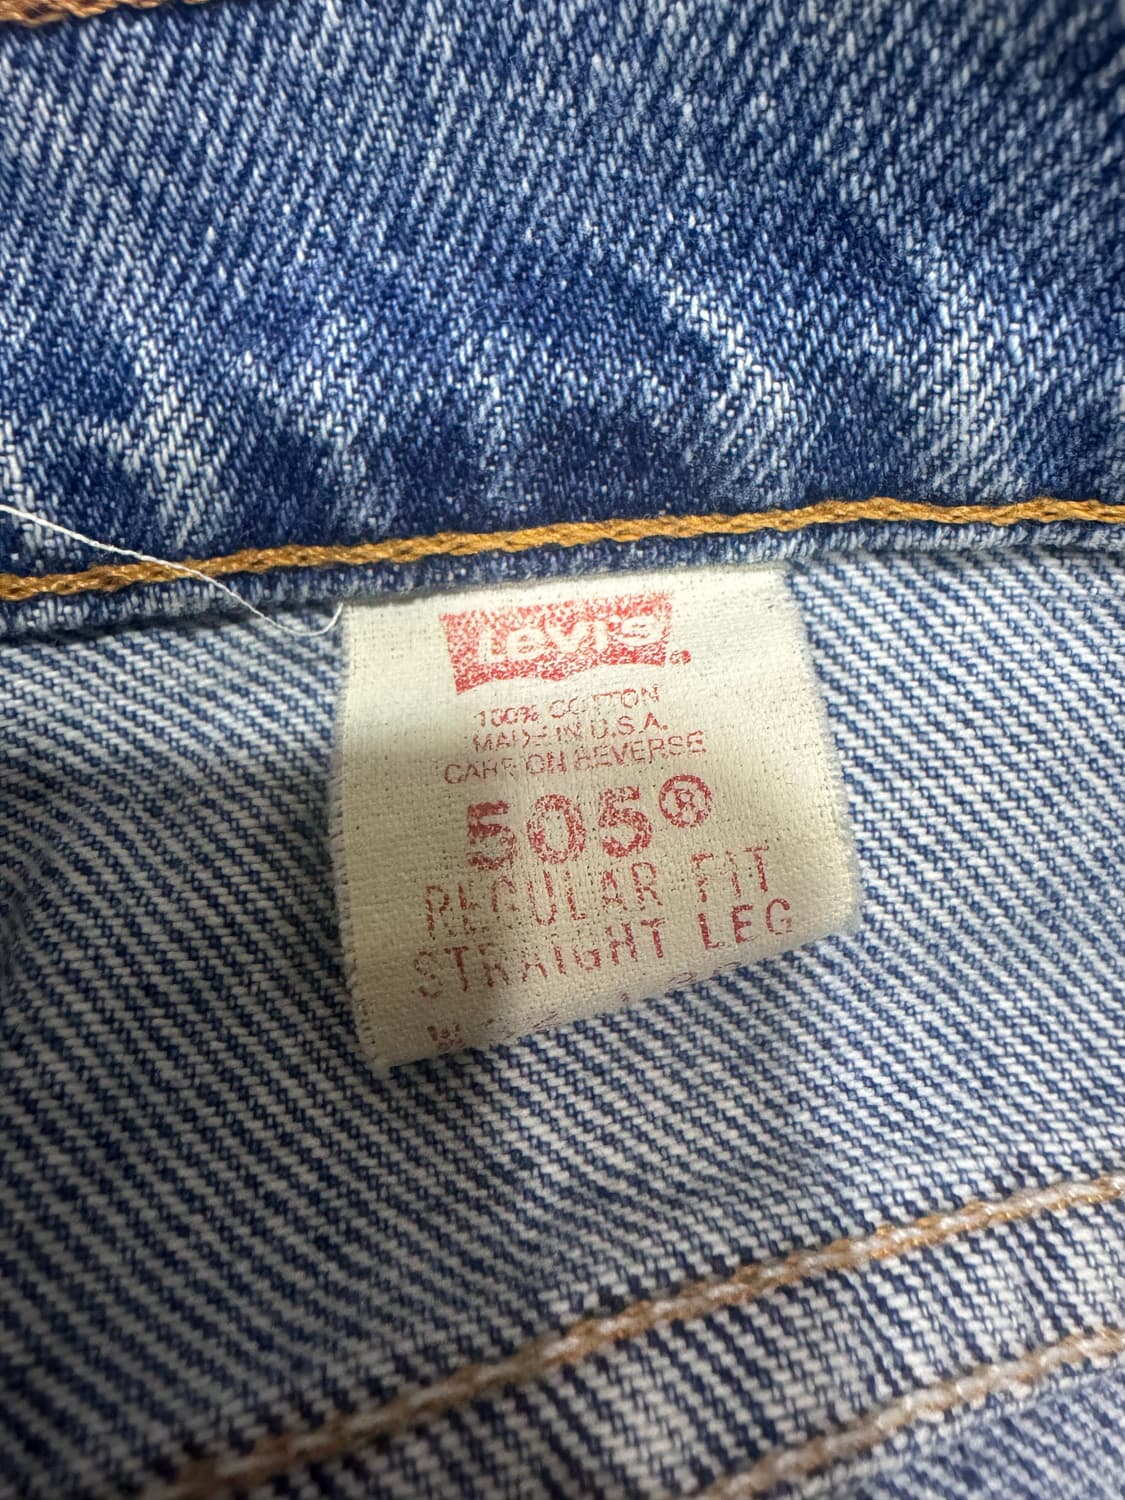 Levi's®
100% COTTON
MADE IN U.S.A.
CARE ON REVERSE
505®
REGULAR FIT
STRAIGHT LEG